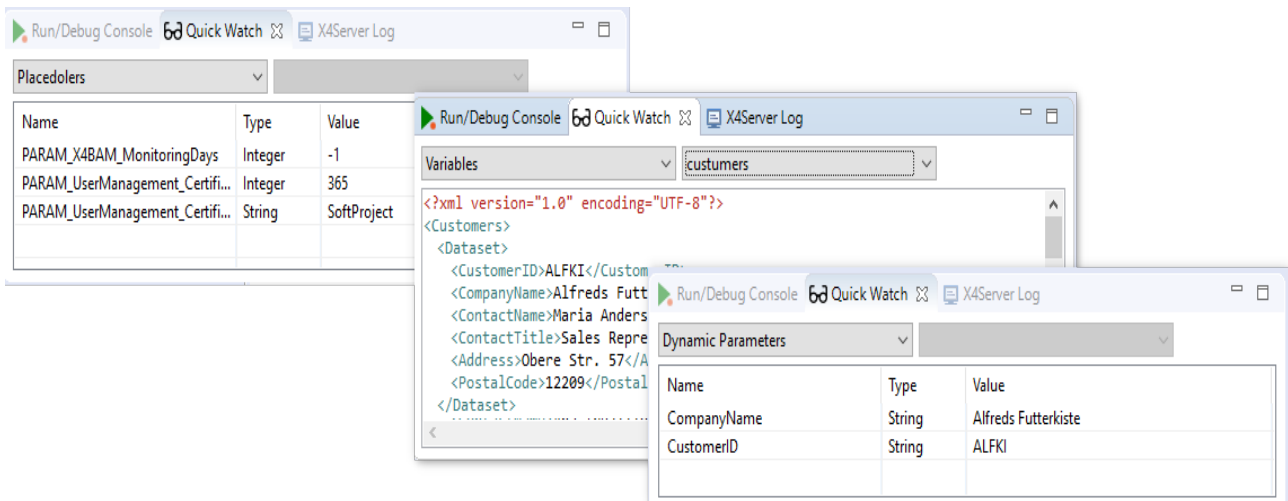 Run/Debug Console Quick Watch X4Server Log
Placedolers
Name Type Value
PARAM_X4BAM_MonitoringDays Integer -1
PARAM_UserManagement_Certifi... Integer 365
PARAM_UserManagement_Certifi... String SoftProject
Run/Debug Console Quick Watch X4Server Log
Variables custumers
<?xml version="1.0" encoding="UTF-8"?>
<Customers>
<Dataset>
<CustomerID>ALFKI</Custom
<CompanyName>Alfreds Futt
<ContactName>Maria Anders
<ContactTitle>Sales Repre
<Address>Obere Str. 57</A
<PostalCode>12209</Postal
</Dataset>
Run/Debug Console Quick Watch X4Server Log
Dynamic Parameters
Name Type Value
CompanyName String Alfreds Futterkiste
CustomerID String ALFKI